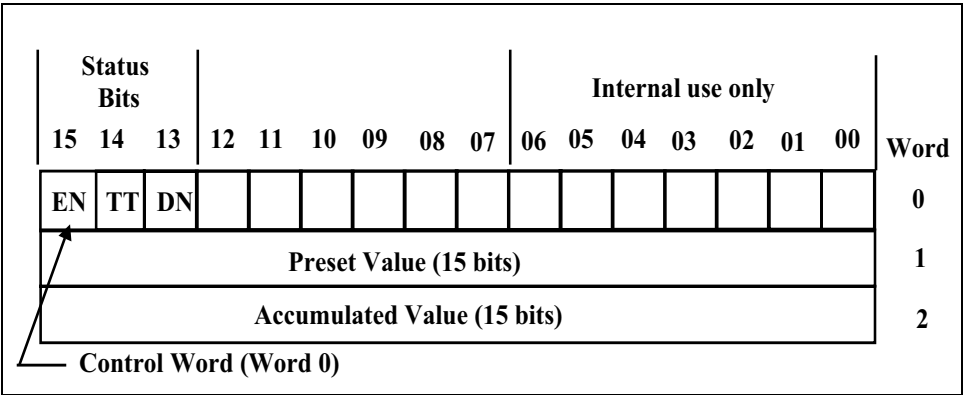 Status
Bits
Internal use only
15 14 13 12 11 10 09 08 07 06 05 04 03 02 01 00 Word
EN TT DN 0
Preset Value (15 bits) 1
Accumulated Value (15 bits) 2
Control Word (Word 0)